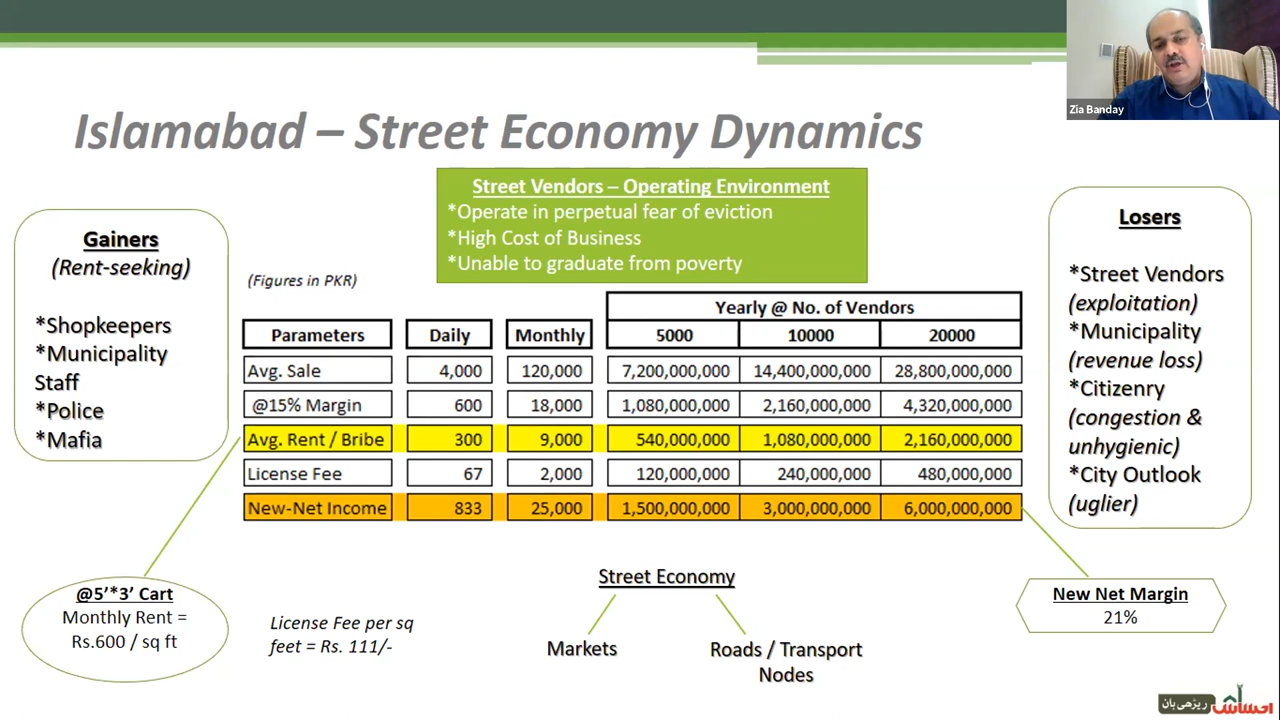 Zia Banday
Islamabad – Street Economy Dynamics
Street Vendors – Operating Environment
*Operate in perpetual fear of eviction
*High Cost of Business
*Unable to graduate from poverty
Gainers
(Rent-seeking)
*Shopkeepers
*Municipality
Staff
*Police
*Mafia
(Figures in PKR)
Yearly @ No. of Vendors
Parameters Daily Monthly 5000 10000 20000
Avg. Sale 4,000 120,000 7,200,000,000 14,400,000,000 28,800,000,000
@15% Margin 600 18,000 1,080,000,000 2,160,000,000 4,320,000,000
Avg. Rent / Bribe 300 9,000 540,000,000 1,080,000,000 2,160,000,000
License Fee 67 2,000 120,000,000 240,000,000 480,000,000
New-Net Income 833 25,000 1,500,000,000 3,000,000,000 6,000,000,000
Losers
*Street Vendors
(exploitation)
*Municipality
(revenue loss)
*Citizenry
(congestion &
unhygienic)
*City Outlook
(uglier)
@5’*3’ Cart
Monthly Rent =
Rs.600 / sq ft
License Fee per sq
feet = Rs. 111/-
Street Economy
Markets
Roads / Transport
Nodes
New Net Margin
21%
احساس ریڑھی بان